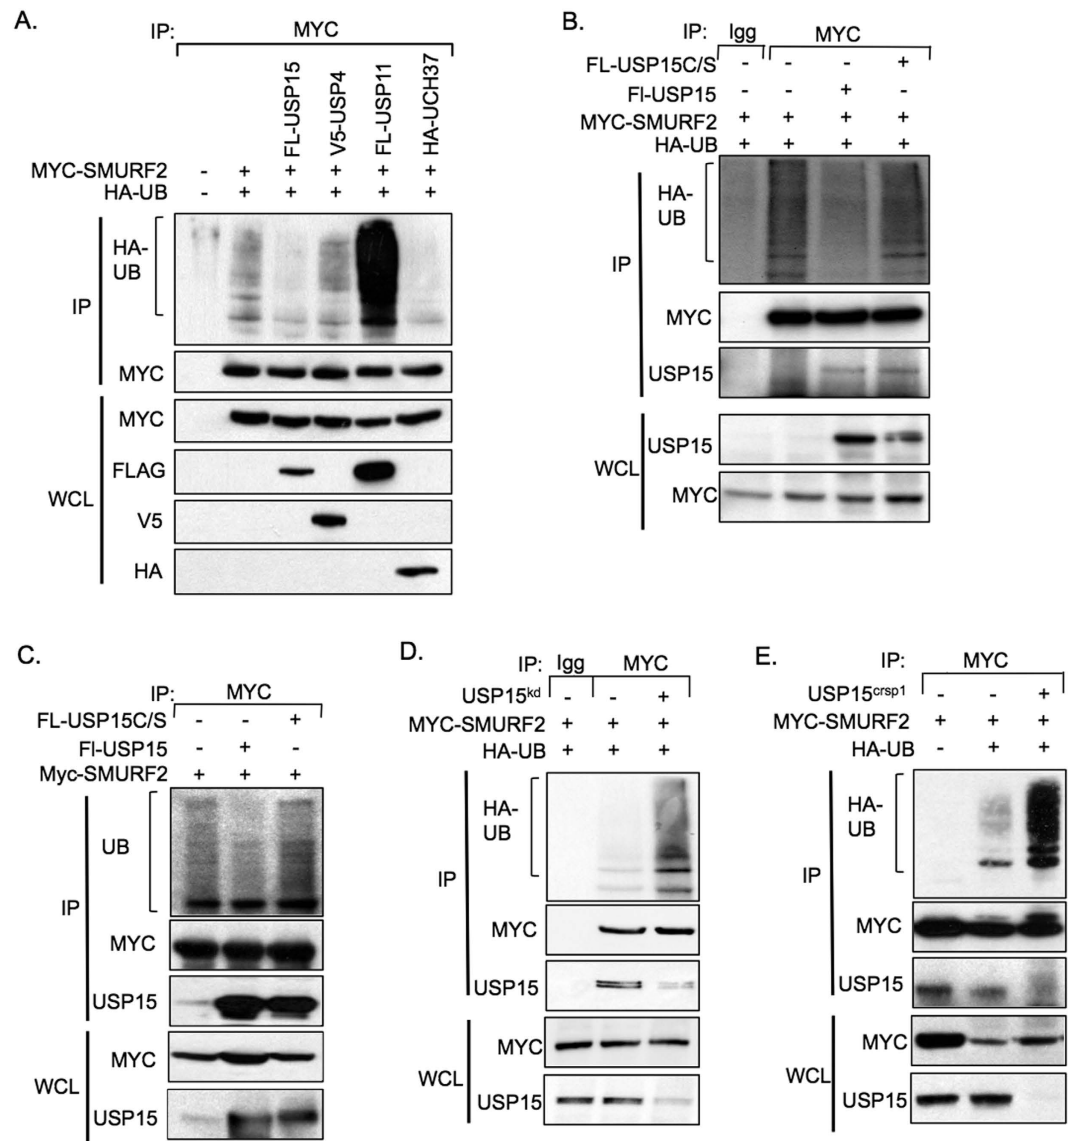 A.
IP: MYC
FL-USP15
V5-USP4
FL-USP11
HA-UCH37
MYC-SMURF2 - + + + + +
HA-UB - + + + + +
HA-
UB
IP
MYC
MYC
FLAG
WCL
V5
HA
B.
IP: Igg MYC
FL-USP15C/S - - - +
Fl-USP15 - - + -
MYC-SMURF2 + + + +
HA-UB + + + +
HA-
UB
IP
MYC
USP15
USP15
WCL
MYC
C.
IP: MYC
FL-USP15C/S - - +
Fl-USP15 - + -
Myc-SMURF2 + + +
UB
IP
MYC
USP15
MYC
WCL
USP15
D.
IP: Igg MYC
USP15kd - - +
MYC-SMURF2 + + +
HA-UB + + +
HA-
UB
IP
MYC
USP15
MYC
WCL
USP15
E.
IP: MYC
USP15crsp1 - - +
MYC-SMURF2 + + +
HA-UB - + +
HA-
UB
IP
MYC
USP15
MYC
WCL
USP15